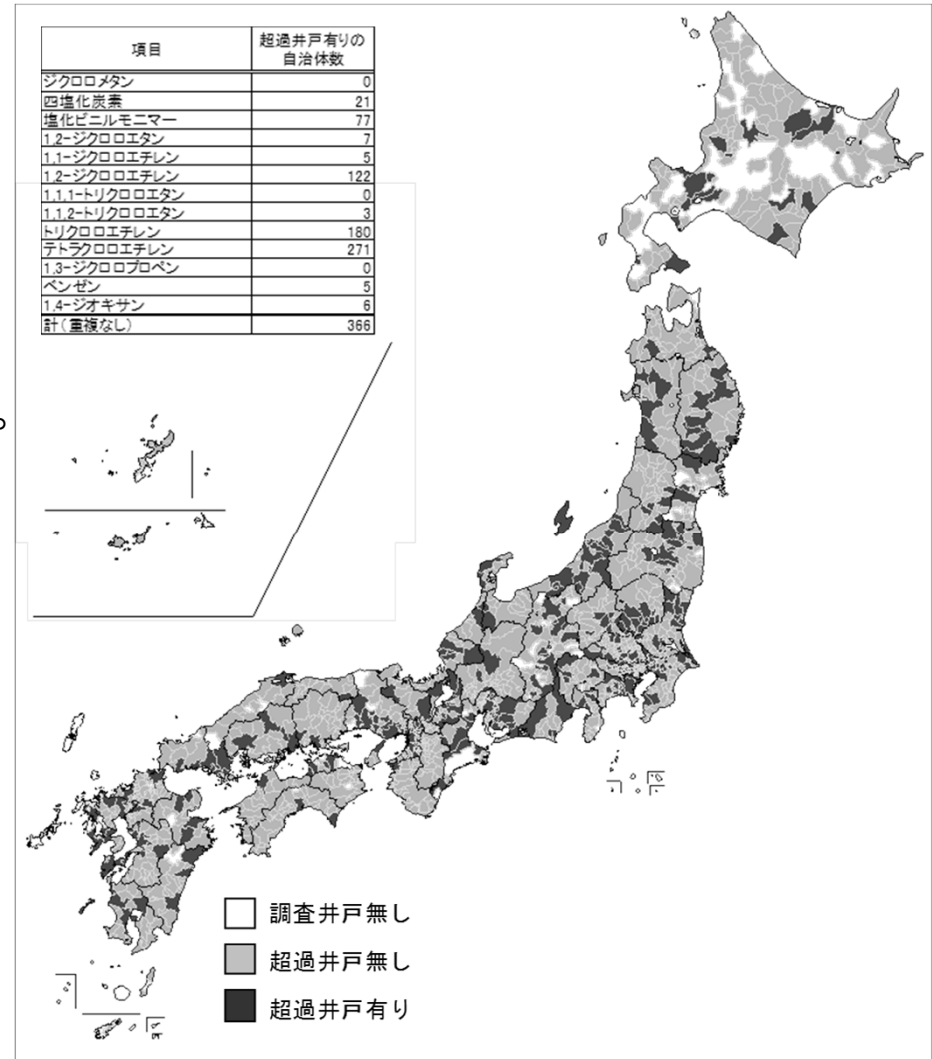 項目 超過井戸有りの
自治体数
ジクロロメタン 0
四塩化炭素 21
塩化ビニルモニマー 77
1,2-ジクロロエタン 7
1,1-ジクロロエチレン 5
1,2-ジクロロエチレン 122
1,1,1-トリクロロエタン 0
1,1,2-トリクロロエタン 3
トリクロロエチレン 180
テトラクロロエチレン 271
1,3-ジクロロプロペン 0
ベンゼン 5
1,4-ジオキサン 6
計(重複なし) 366
調査井戸無し
超過井戸無し
超過井戸有り